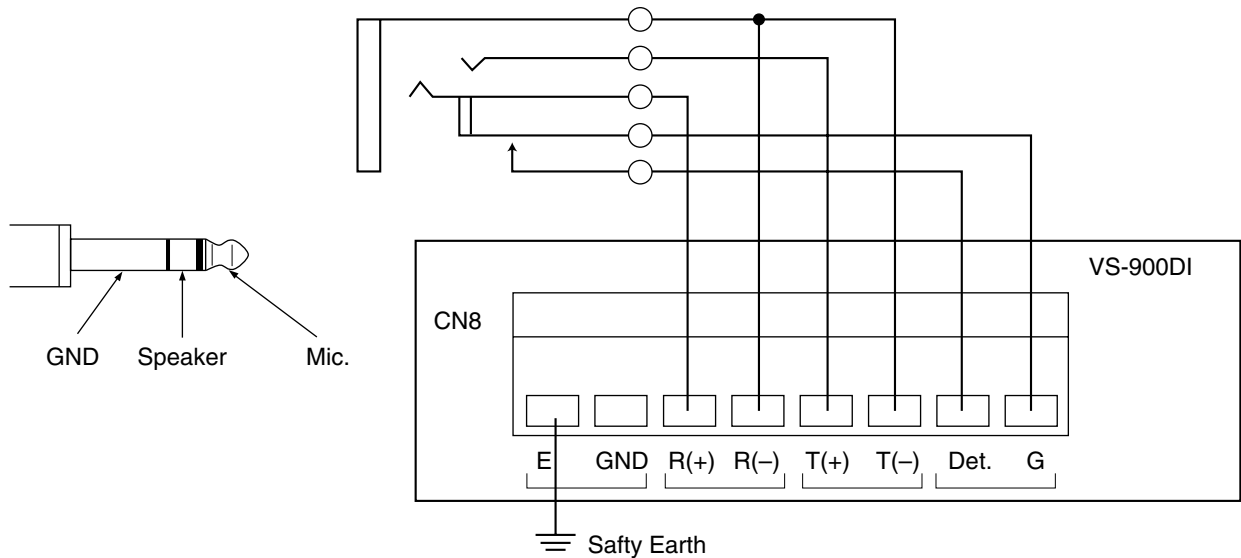 VS-900DI
CN8
GND Speaker Mic.
E GND R(+) R(–) T(+) T(–) Det. G
Safty Earth